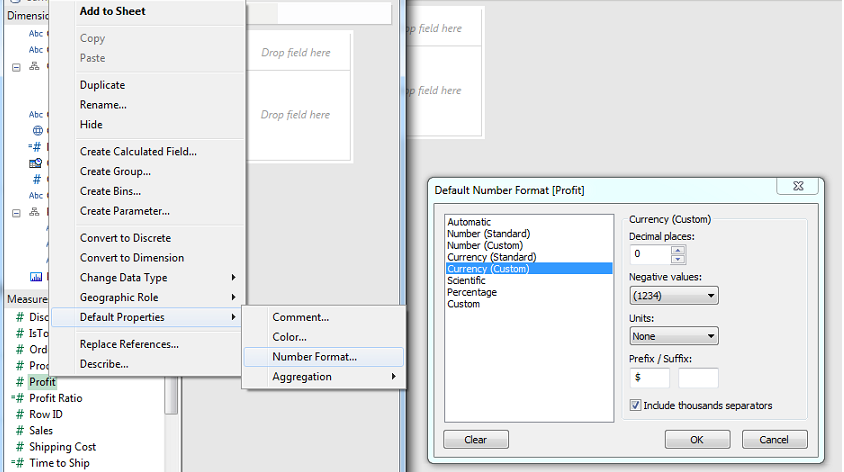 Add to Sheet
Copy
Paste
Duplicate
Rename...
Hide
Create Calculated Field...
Create Group...
Create Bins...
Create Parameter...
Convert to Discrete
Convert to Dimension
Change Data Type
Geographic Role
Default Properties
Replace References...
Describe...
Comment...
Color...
Number Format...
Aggregation
Dimensio
Abc
Abc
Abc
=#
#
Abc
Measure
# Disc
# IsTo
# Ord
# Proc
# Profit
=# Profit Ratio
# Row ID
# Sales
# Shipping Cost
=# Time to Ship
Drop field here
Drop field here
op field here
op field here
Default Number Format [Profit]
Automatic
Number (Standard)
Number (Custom)
Currency (Standard)
Currency (Custom)
Scientific
Percentage
Custom
Currency (Custom)
Decimal places:
0
Negative values:
(1234)
Units:
None
Prefix / Suffix:
$
Include thousands separators
Clear
OK
Cancel